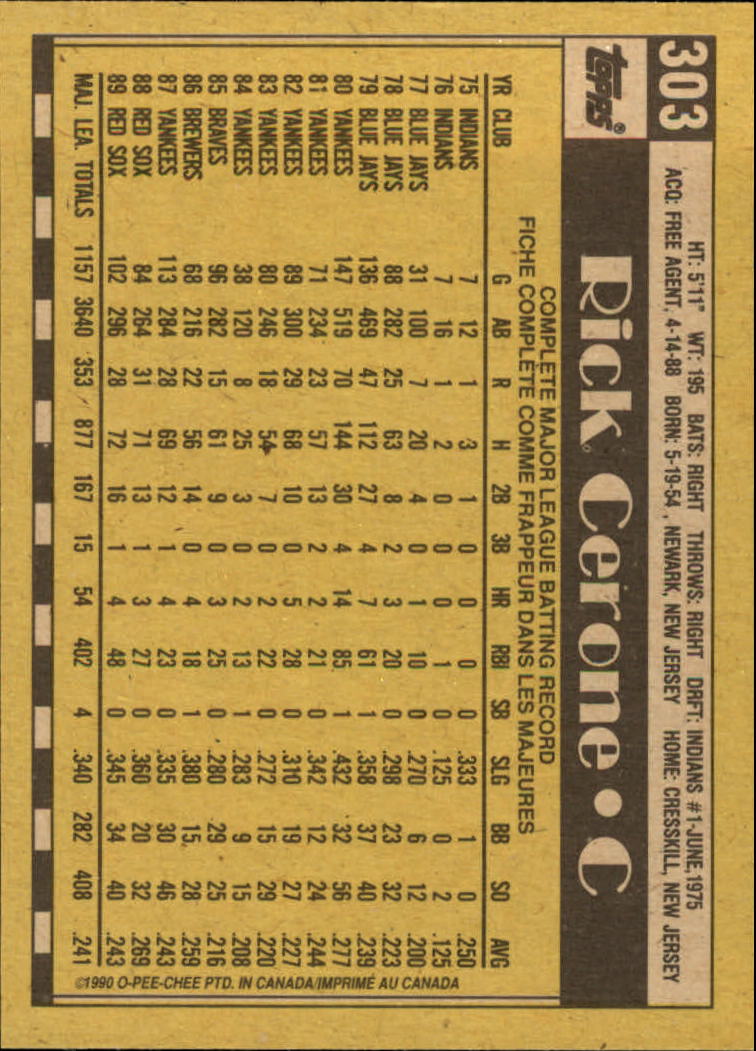 303
HT: 5'11" WT: 195 BATS: RIGHT THROWS: RIGHT DRFT: INDIANS #1-JUNE, 1975
ACQ: FREE AGENT, 4-14-88 BORN: 5-19-54, NEWARK, NEW JERSEY HOME: CRESSKILL, NEW JERSEY
TOPPS®
Rick Cerone • C
COMPLETE MAJOR LEAGUE BATTING RECORD
FICHE COMPLETE COMME FRAPPEUR DANS LES MAJEURES
YR CLUB G AB R H 2B 3B HR RBI SB SLG BB SO AVG
75 INDIANS 7 12 1 3 1 0 0 0 0 .333 1 0 .250
76 INDIANS 7 16 1 2 0 0 0 1 0 .125 0 2 .125
77 BLUE JAYS 31 100 7 20 4 0 1 10 0 .270 6 12 .200
78 BLUE JAYS 88 282 25 63 8 2 3 20 0 .298 23 32 .223
79 BLUE JAYS 136 469 47 112 27 4 7 61 1 .358 37 40 .239
80 YANKEES 147 519 70 144 30 4 14 85 1 .432 32 56 .277
81 YANKEES 71 234 23 57 13 2 2 21 0 .342 12 24 .244
82 YANKEES 89 300 29 68 10 0 5 28 0 .310 19 27 .227
83 YANKEES 80 246 18 54 7 0 2 22 0 .272 15 29 .220
84 YANKEES 38 120 8 25 3 0 2 13 1 .283 9 15 .208
85 BRAVES 96 282 15 61 9 0 3 25 0 .280 29 25 .216
86 BREWERS 68 216 22 56 14 0 4 18 1 .380 15 28 .259
87 YANKEES 113 284 28 69 12 1 4 23 0 .335 30 46 .243
88 RED SOX 84 264 31 71 13 1 3 27 0 .360 20 32 .269
89 RED SOX 102 296 28 72 16 1 4 48 0 .345 34 40 .243
MAJ. LEA. TOTALS 1157 3640 353 877 167 15 54 402 4 .340 282 408 .241
©1990 O-PEE-CHEE PTD. IN CANADA/IMPRIMÉ AU CANADA